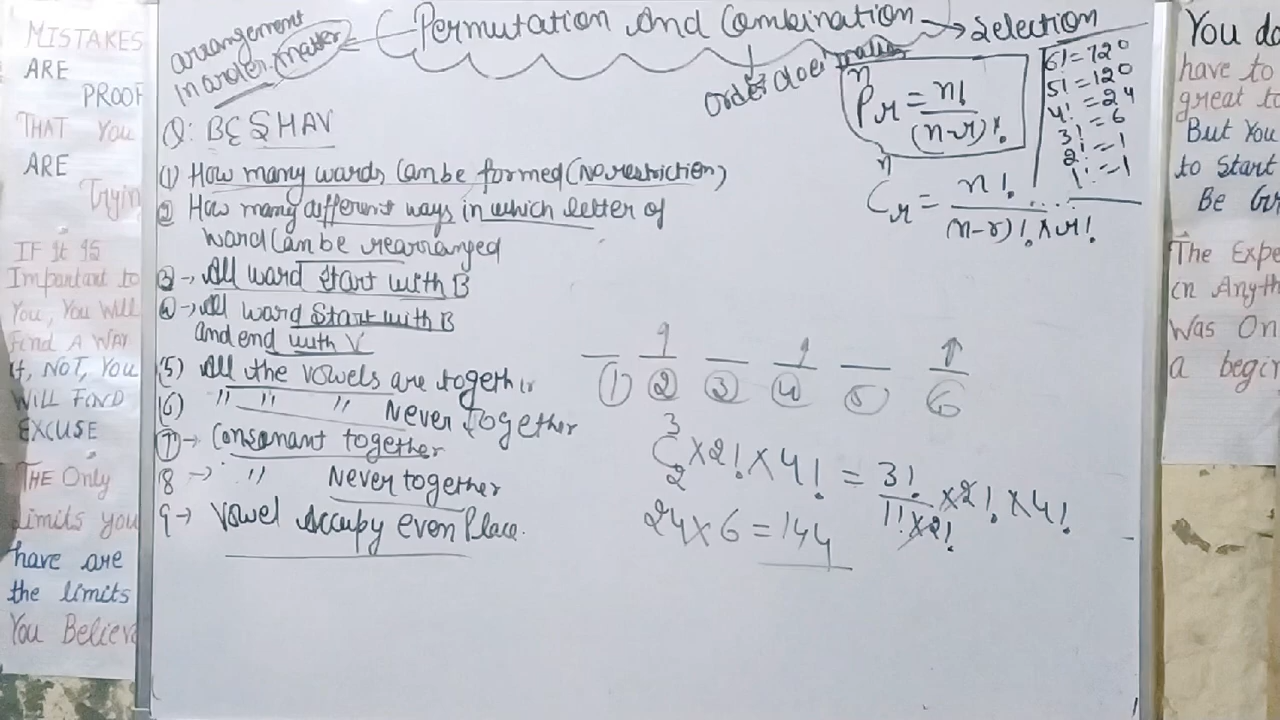 MISTAKES
ARE
PROOF
THAT You
ARE
Tryin
IF It IS
Important to
You, You Will
Find A Way
If, NOT, You
WILL FIND
EXCUSE
THE Only
limits you
have are
the limits
You Believe
Permutation And Combination → Selection
arrangement
in order matter
order does
Q: BESHAV
(1) How many words can be formed (No restriction)
② How many different ways in which letter of
word can be rearranged
③ → All word start with B
④ → All word start with B
and end with V
(5) All the vowels are together
(6) " " " Never together
⑦ → Consonant together
8 → " Never together
9 → Vowel occupy even Place.
nPr = n! / (n-r)!
nCr = n! / (n-r)! × r!
6! = 720
5! = 120
4! = 24
3! = 6
2! = 1
1! = 1
① ② ③ ④ ⑤ 6
3C2 × 2! × 4! = 3! / 1! × 2! × 2! × 4!
24 × 6 = 144
You do
have to
great to
But You
to Start
Be Gr
The Expe
in Anyth
Was On
a begin